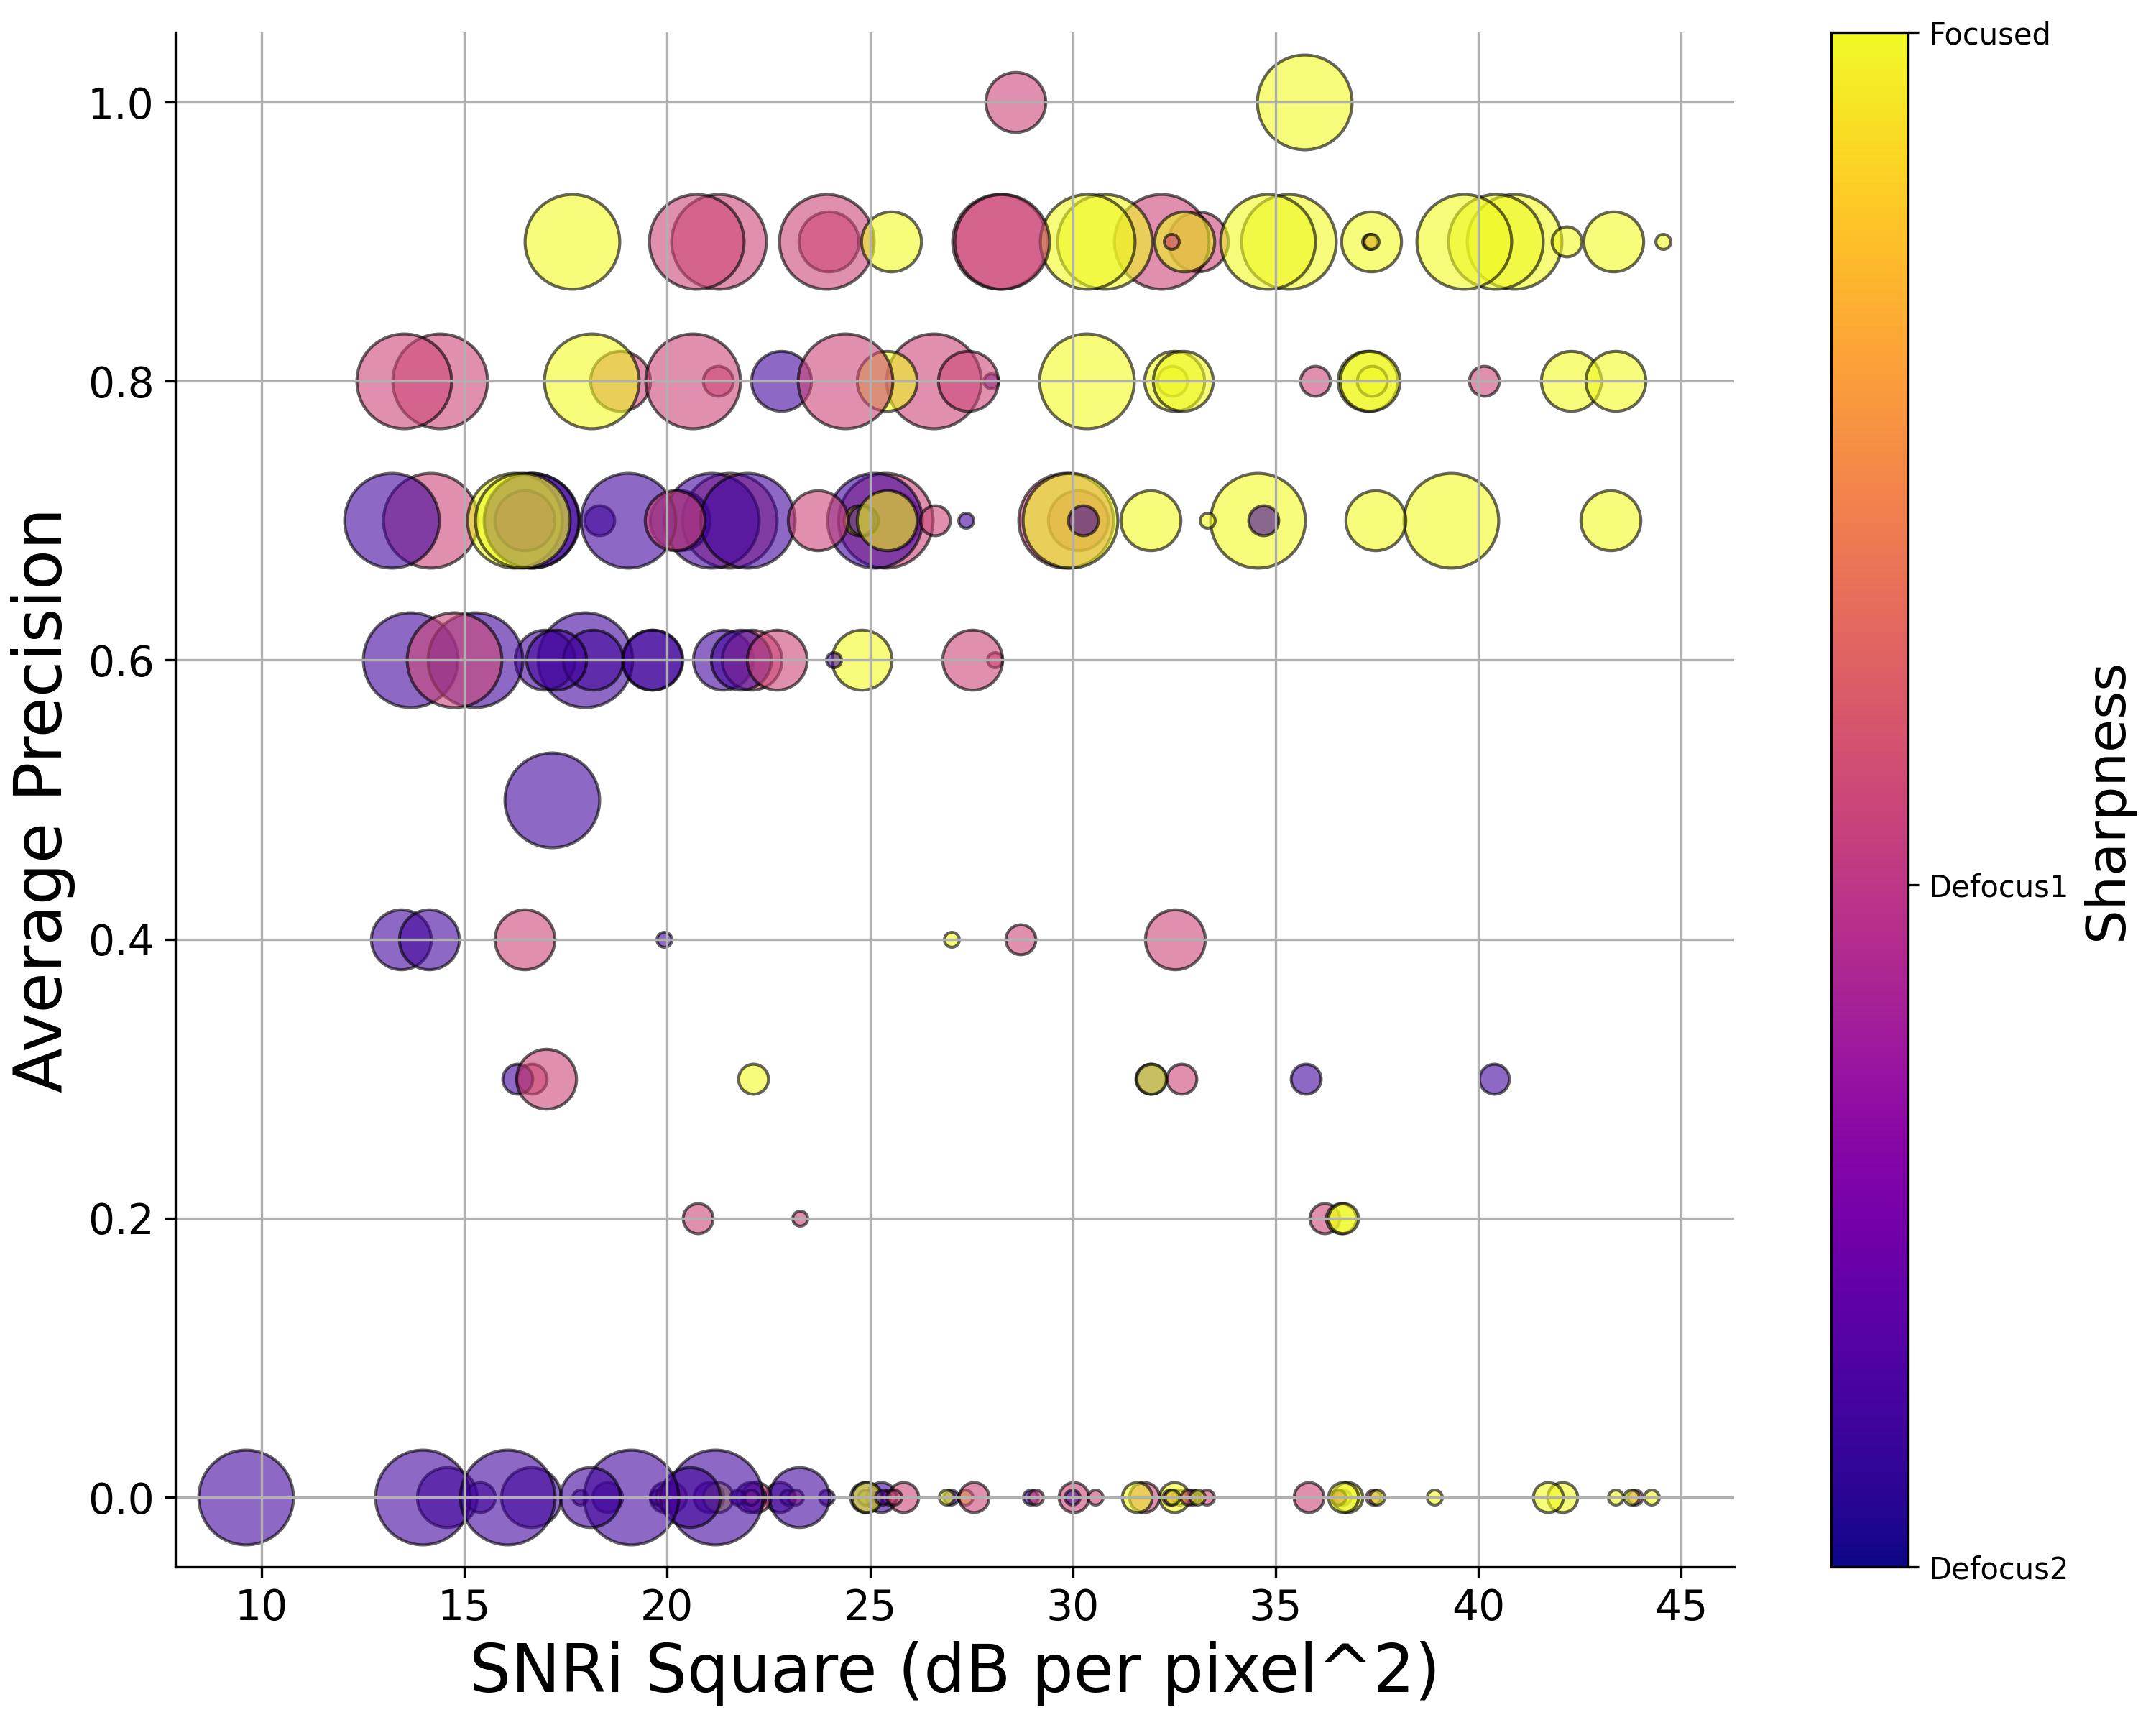 Average Precision
1.0
0.8
0.6
0.4
0.2
0.0
10 15 20 25 30 35 40 45
SNRi Square (dB per pixel^2)
Focused
Defocus1
Defocus2
Sharpness